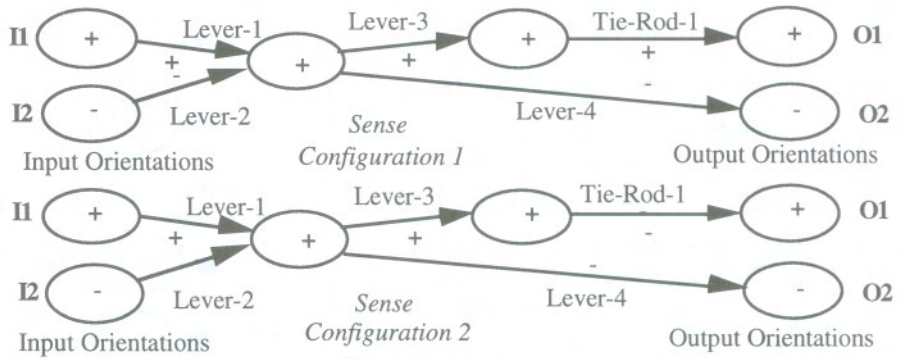 Lever-1 Lever-3 Tie-Rod-1
I1 + + + + O1
+ + +
- -
I2 - Lever-2 Lever-4 - O2
Sense
Input Orientations Configuration 1 Output Orientations
Lever-1 Lever-3 Tie-Rod-1
I1 + + + + O1
+ + -
- -
I2 - Lever-2 Lever-4 - O2
Sense
Input Orientations Configuration 2 Output Orientations